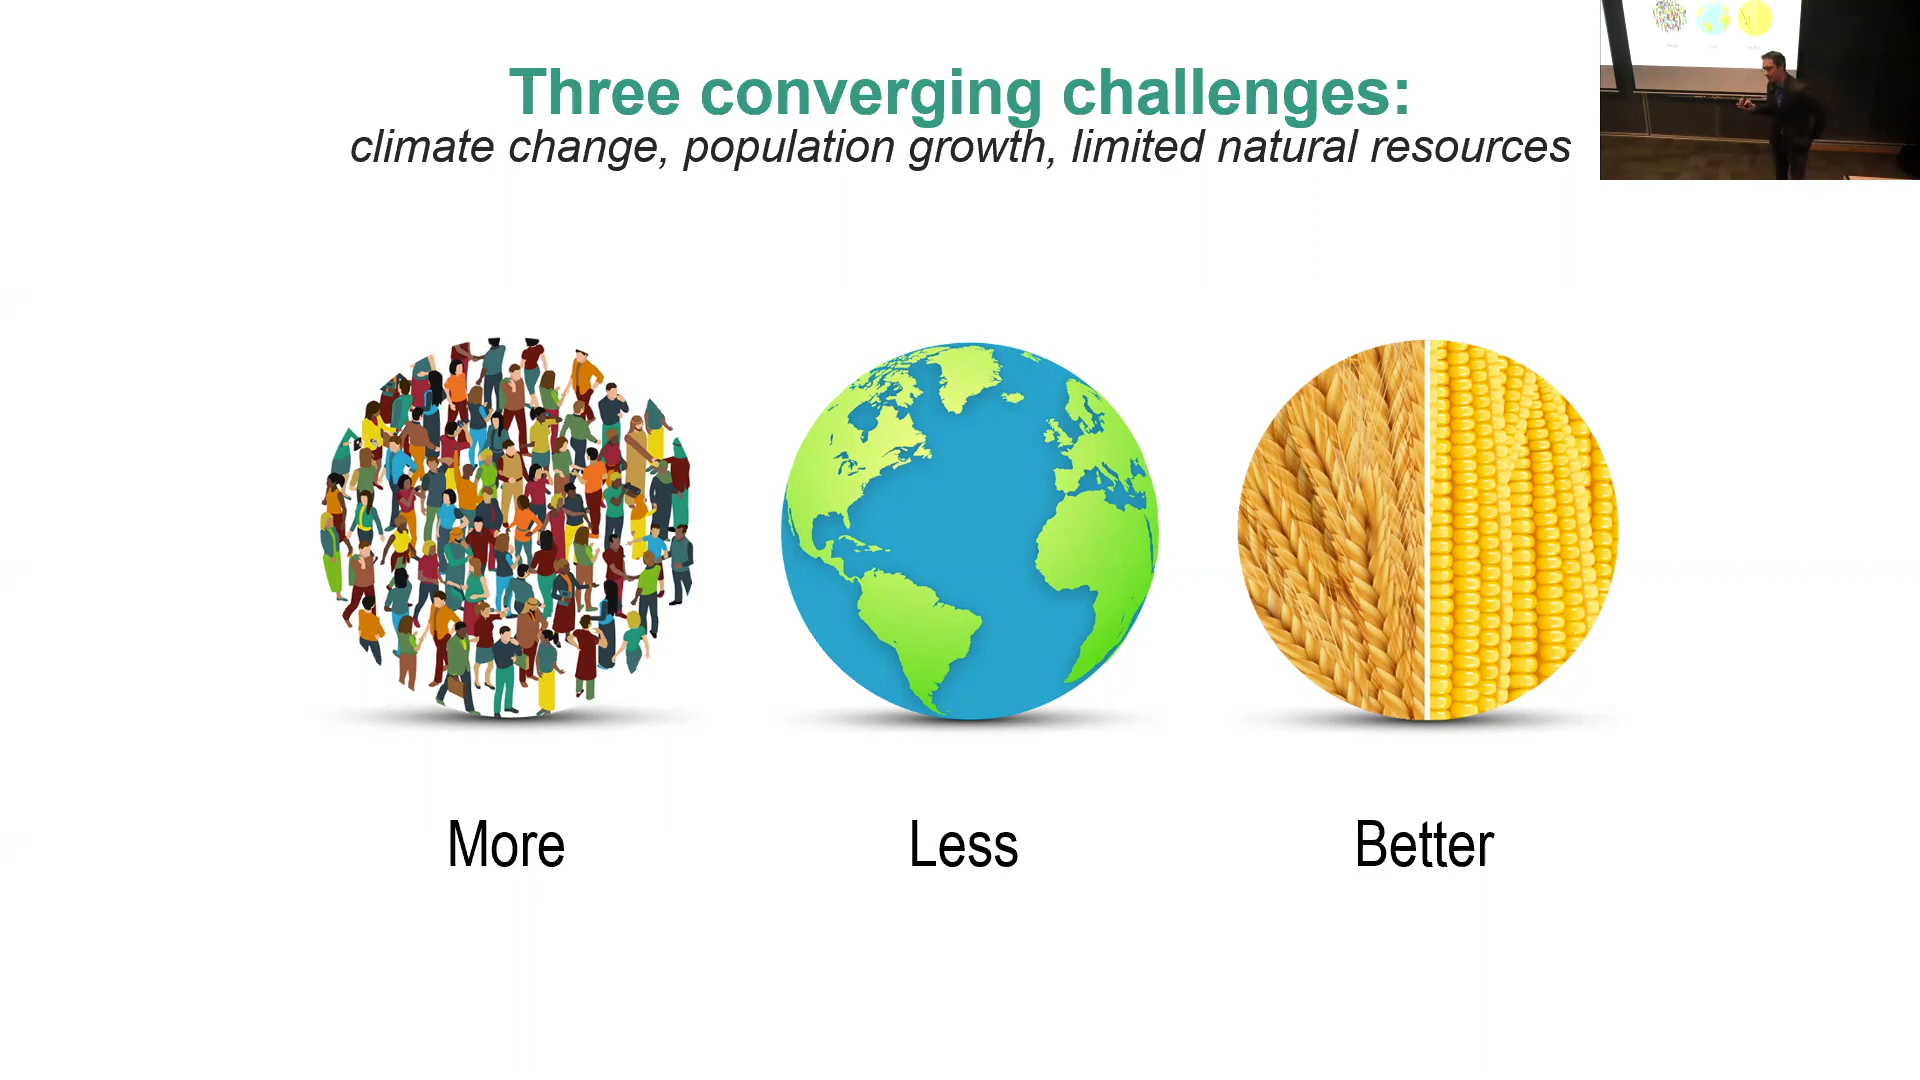 Three converging challenges:
climate change, population growth, limited natural resources
More
Less
Better